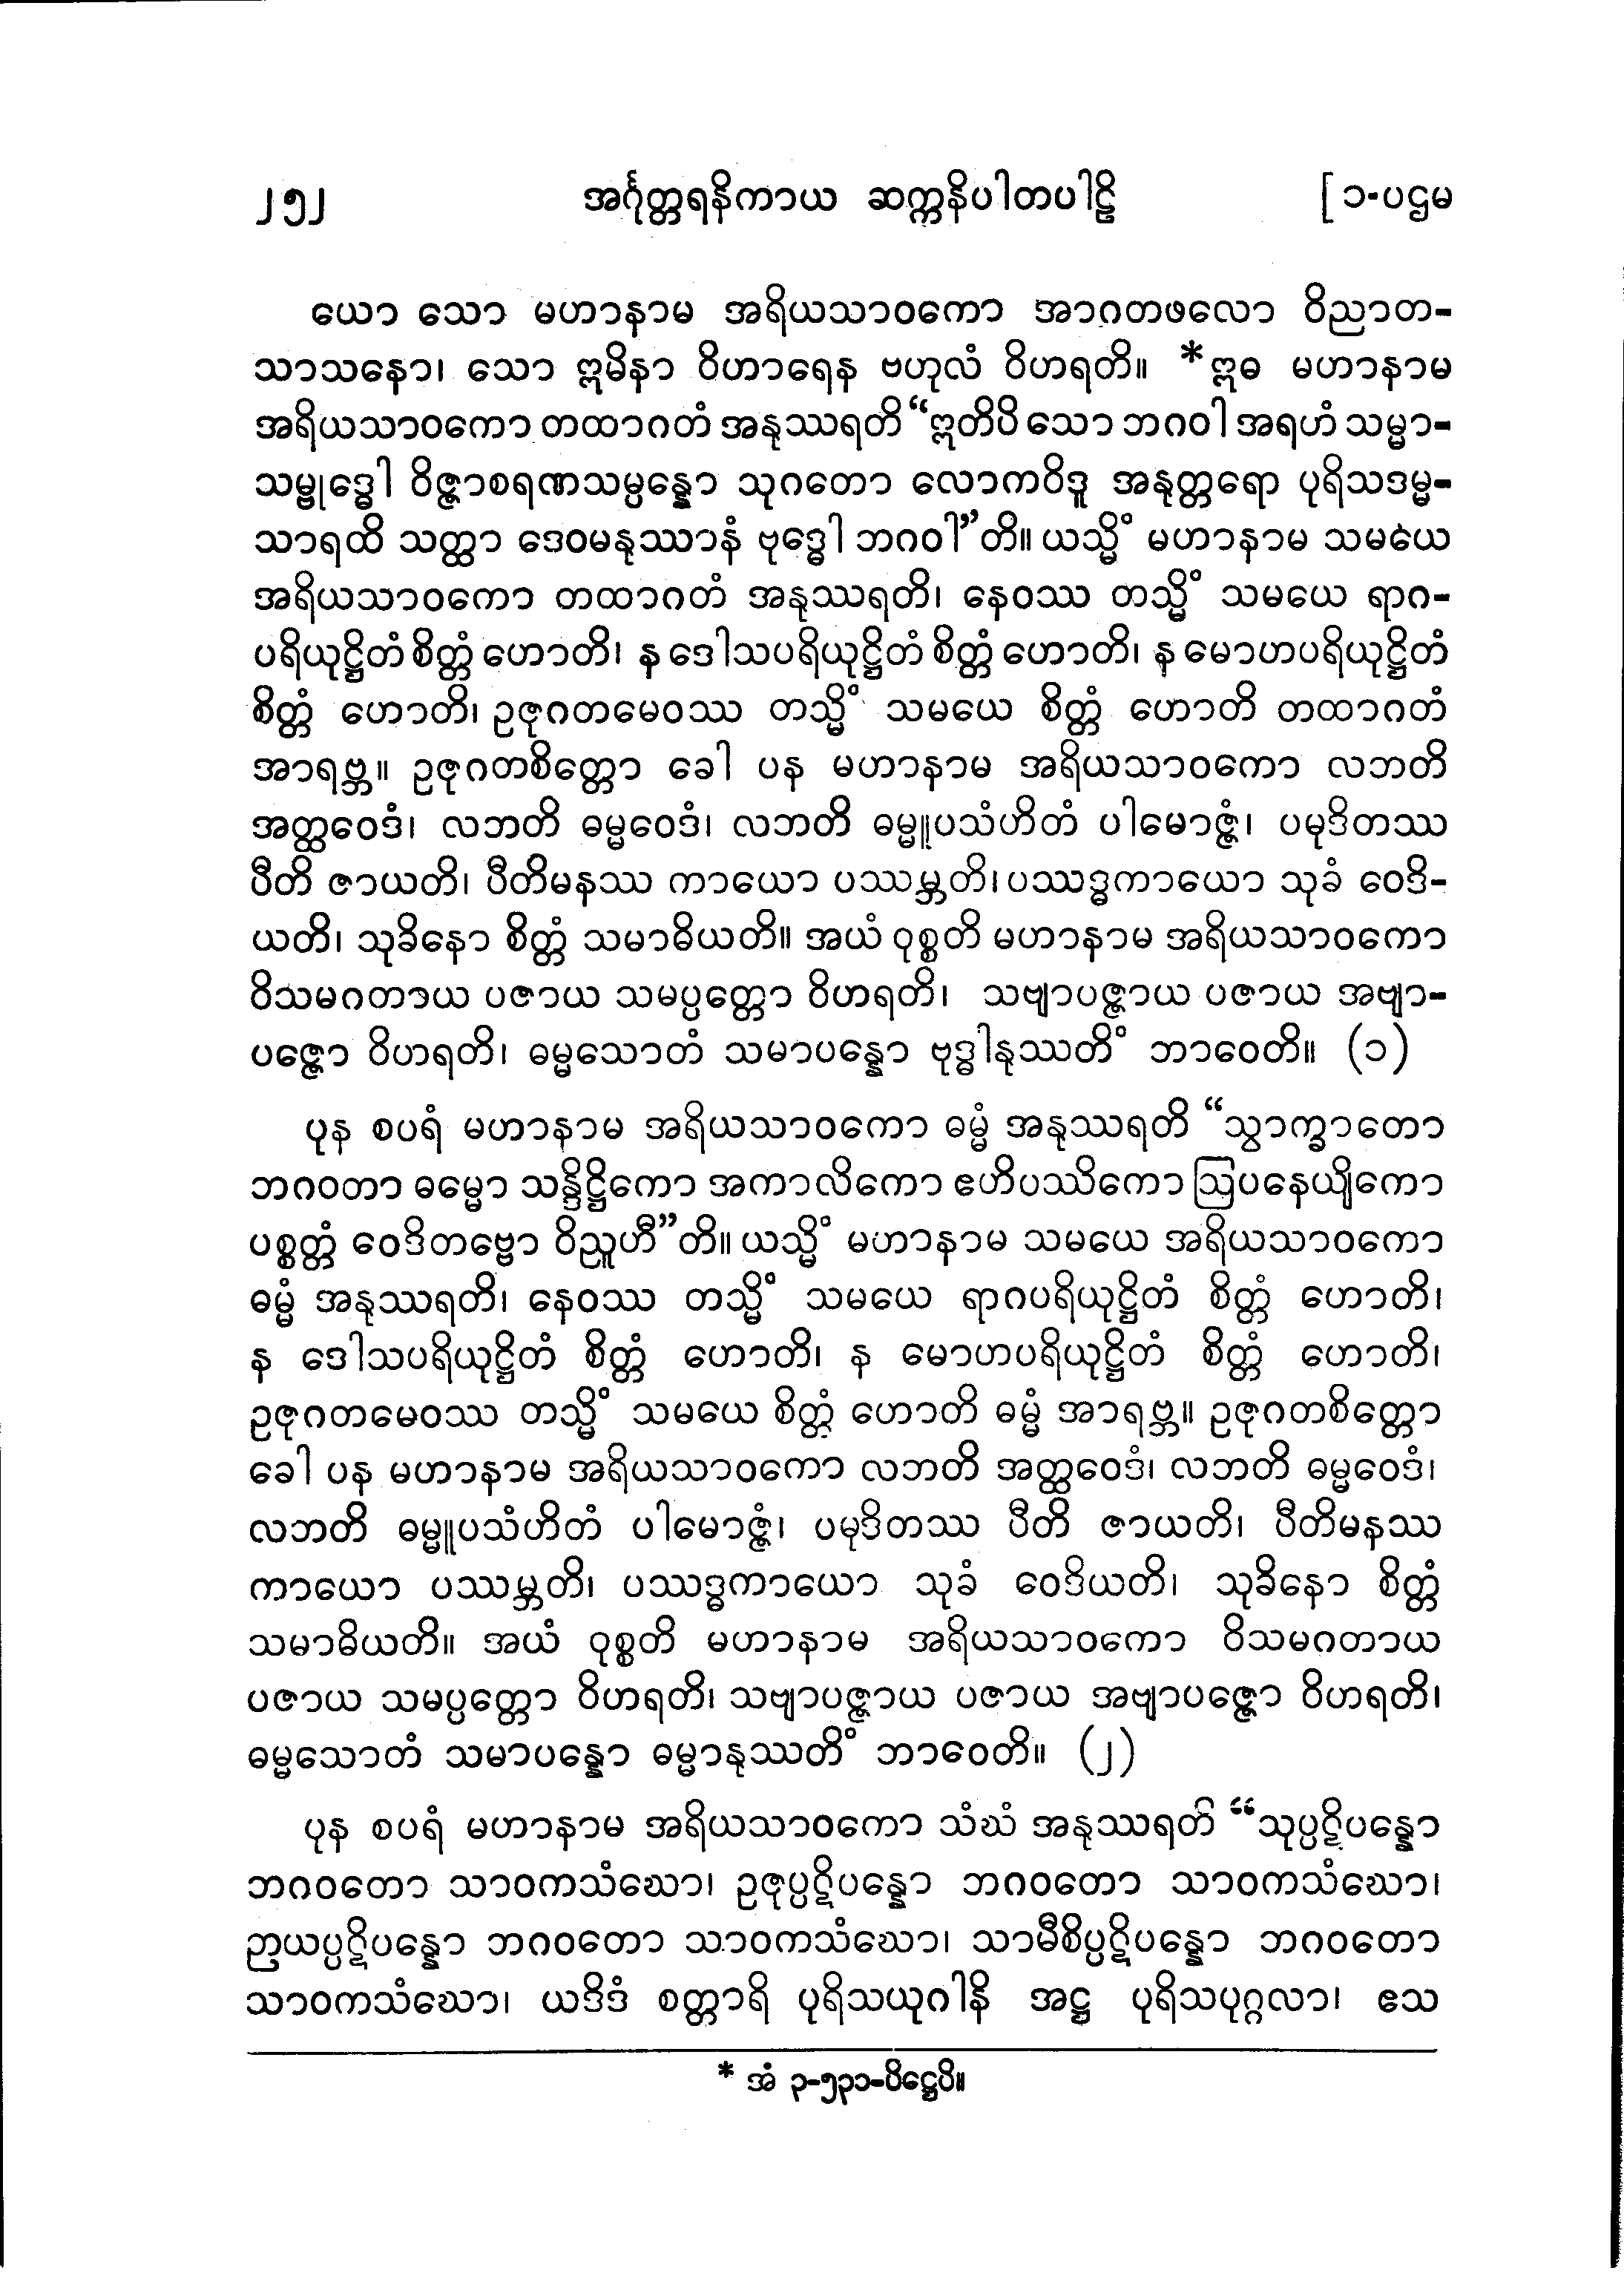 ၂၅၂ အင်္ဂုတ္တရနိကာယ ဆက္ကနိပါတပါဠိ [ ၁-ပဌမ
ယော သော မဟာနာမ အရိယသာဝကော အာဂတဖလော ဝိညာတ-
သာသနော၊ သော ဣမိနာ ဝိဟာရေန ဗဟုလံ ဝိဟရတိ။ *ဣဓ မဟာနာမ
အရိယသာဝကော တထာဂတံ အနုဿရတိ “ဣတိပိ သော ဘဂဝါ အရဟံ သမ္မာ-
သမ္ဗုဒ္ဓေါ ဝိဇ္ဇာစရဏသမ္ပန္နော သုဂတော လောကဝိဒူ အနုတ္တရော ပုရိသဒမ္မ-
သာရထိ သတ္ထာ ဒေဝမနုဿာနံ ဗုဒ္ဓေါ ဘဂဝါ”တိ။ ယသ္မိံ မဟာနာမ သမယေ
အရိယသာဝကော တထာဂတံ အနုဿရတိ၊ နေဝဿ တသ္မိံ သမယေ ရာဂ-
ပရိယုဋ္ဌိတံ စိတ္တံ ဟောတိ၊ န ဒေါသပရိယုဋ္ဌိတံ စိတ္တံ ဟောတိ၊ န မောဟပရိယုဋ္ဌိတံ
စိတ္တံ ဟောတိ၊ ဥဇုဂတမေဝဿ တသ္မိံ သမယေ စိတ္တံ ဟောတိ တထာဂတံ
အာရဗ္ဘ။ ဥဇုဂတစိတ္တော ခေါ ပန မဟာနာမ အရိယသာဝကော လဘတိ
အတ္ထဝေဒံ၊ လဘတိ ဓမ္မဝေဒံ၊ လဘတိ ဓမ္မူပသံဟိတံ ပါမောဇ္ဇံ၊ ပမုဒိတဿ
ပီတိ ဇာယတိ၊ ပီတိမနဿ ကာယော ပဿမ္ဘတိ၊ ပဿဒ္ဓကာယော သုခံ ဝေဒိ-
ယတိ၊ သုခိနော စိတ္တံ သမာဓိယတိ။ အယံ ဝုစ္စတိ မဟာနာမ အရိယသာဝကော
ဝိသမဂတာယ ပဇာယ သမပ္ပတ္တော ဝိဟရတိ၊ သဗျာပဇ္ဇာယ ပဇာယ အဗျာ-
ပဇ္ဇော ဝိဟရတိ၊ ဓမ္မသောတံ သမာပန္နော ဗုဒ္ဓါနုဿတိံ ဘာဝေတိ။ (၁)
ပုန စပရံ မဟာနာမ အရိယသာဝကော ဓမ္မံ အနုဿရတိ “သွာက္ခာတော
ဘဂဝတာ ဓမ္မော သန္ဒိဋ္ဌိကော အကာလိကော ဧဟိပဿိကော ဩပနေယျိကော
ပစ္စတ္တံ ဝေဒိတဗ္ဗော ဝိညူဟီ”တိ။ ယသ္မိံ မဟာနာမ သမယေ အရိယသာဝကော
ဓမ္မံ အနုဿရတိ၊ နေဝဿ တသ္မိံ သမယေ ရာဂပရိယုဋ္ဌိတံ စိတ္တံ ဟောတိ၊
န ဒေါသပရိယုဋ္ဌိတံ စိတ္တံ ဟောတိ၊ န မောဟပရိယုဋ္ဌိတံ စိတ္တံ ဟောတိ၊
ဥဇုဂတမေဝဿ တသ္မိံ သမယေ စိတ္တံ ဟောတိ ဓမ္မံ အာရဗ္ဘ။ ဥဇုဂတစိတ္တော
ခေါ ပန မဟာနာမ အရိယသာဝကော လဘတိ အတ္ထဝေဒံ၊ လဘတိ ဓမ္မဝေဒံ၊
လဘတိ ဓမ္မူပသံဟိတံ ပါမောဇ္ဇံ၊ ပမုဒိတဿ ပီတိ ဇာယတိ၊ ပီတိမနဿ
ကာယော ပဿမ္ဘတိ၊ ပဿဒ္ဓကာယော သုခံ ဝေဒိယတိ၊ သုခိနော စိတ္တံ
သမာဓိယတိ။ အယံ ဝုစ္စတိ မဟာနာမ အရိယသာဝကော ဝိသမဂတာယ
ပဇာယ သမပ္ပတ္တော ဝိဟရတိ၊ သဗျာပဇ္ဇာယ ပဇာယ အဗျာပဇ္ဇော ဝိဟရတိ၊
ဓမ္မသောတံ သမာပန္နော ဓမ္မာနုဿတိံ ဘာဝေတိ။ (၂)
ပုန စပရံ မဟာနာမ အရိယသာဝကော သံဃံ အနုဿရတိ “သုပ္ပဋိပန္နော
ဘဂဝတော သာဝကသံဃော၊ ဥဇုပ္ပဋိပန္နော ဘဂဝတော သာဝကသံဃော၊
ဉာယပ္ပဋိပန္နော ဘဂဝတော သာဝကသံဃော၊ သာမီစိပ္ပဋိပန္နော ဘဂဝတော
သာဝကသံဃော၊ ယဒိဒံ စတ္တာရိ ပုရိသယုဂါနိ အဋ္ဌ ပုရိသပုဂ္ဂလာ၊ ဧသ
* အံ ၃-၅၃၁-ပိဋ္ဌေပိ။